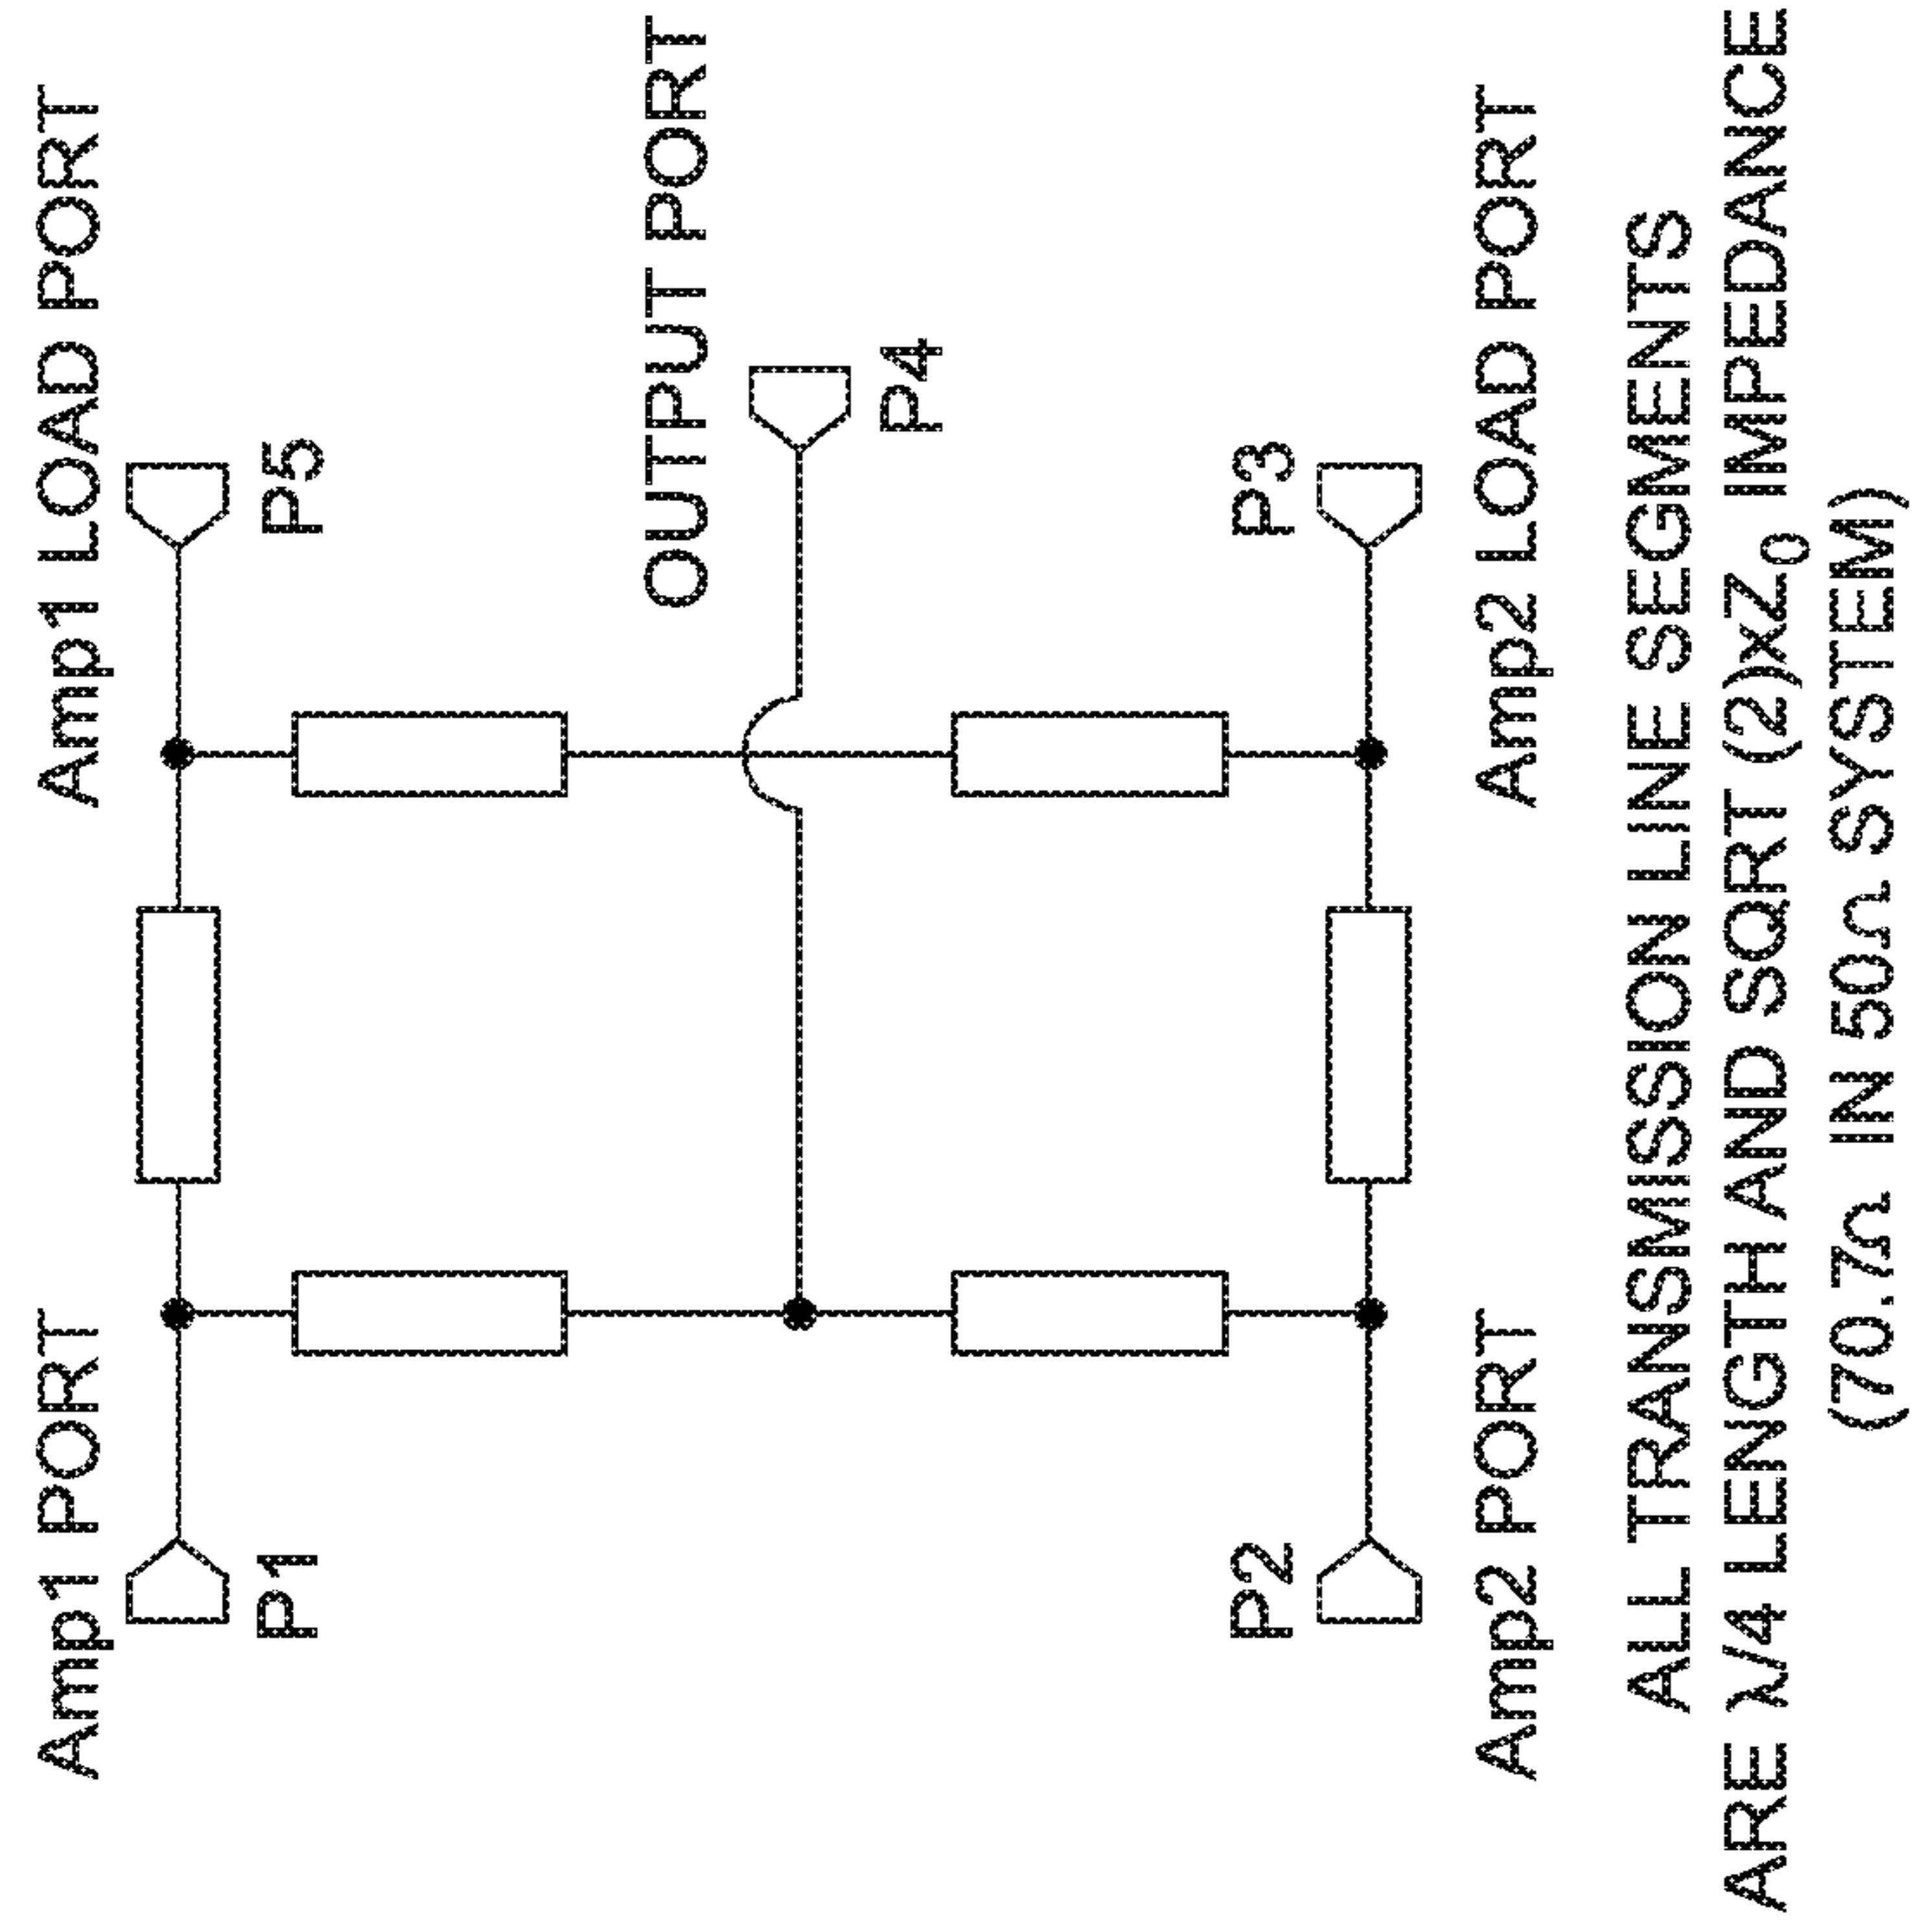 Amp1 PORT
Amp1 LOAD PORT
P1
P5
OUTPUT PORT
P4
P2
P3
Amp2 PORT
Amp2 LOAD PORT
ALL TRANSMISSION LINE SEGMENTS
ARE λ/4 LENGTH AND SQRT (2)xZ₀ IMPEDANCE
(70.7Ω IN 50Ω SYSTEM)